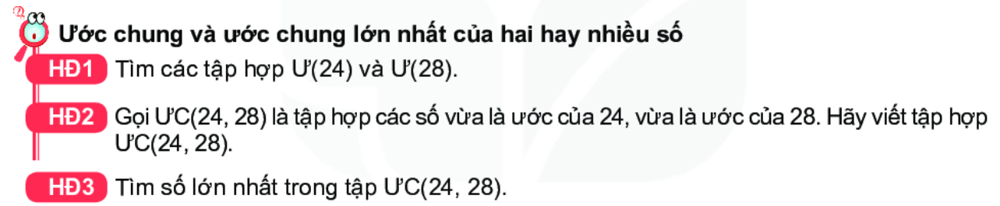 Ước chung và ước chung lớn nhất của hai hay nhiều số
HĐ1 Tìm các tập hợp Ư(24) và Ư(28).
HĐ2 Gọi ƯC(24, 28) là tập hợp các số vừa là ước của 24, vừa là ước của 28. Hãy viết tập hợp
ƯC(24, 28).
HĐ3 Tìm số lớn nhất trong tập ƯC(24, 28).